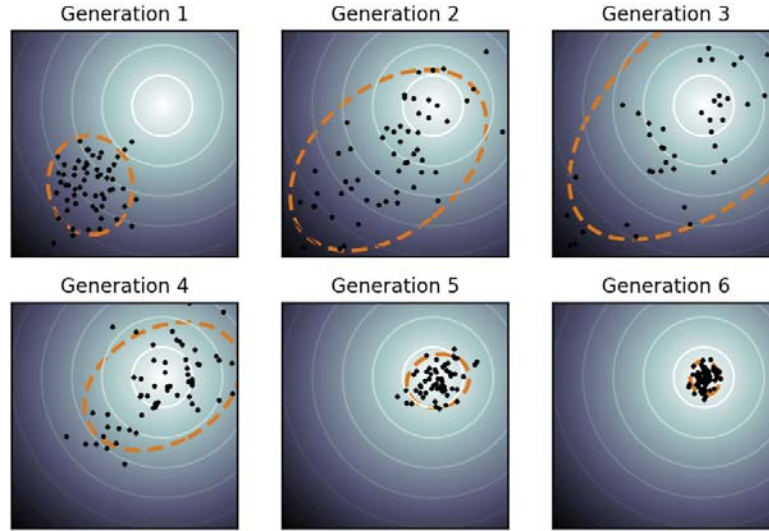 Generation 1
Generation 2
Generation 3
Generation 4
Generation 5
Generation 6